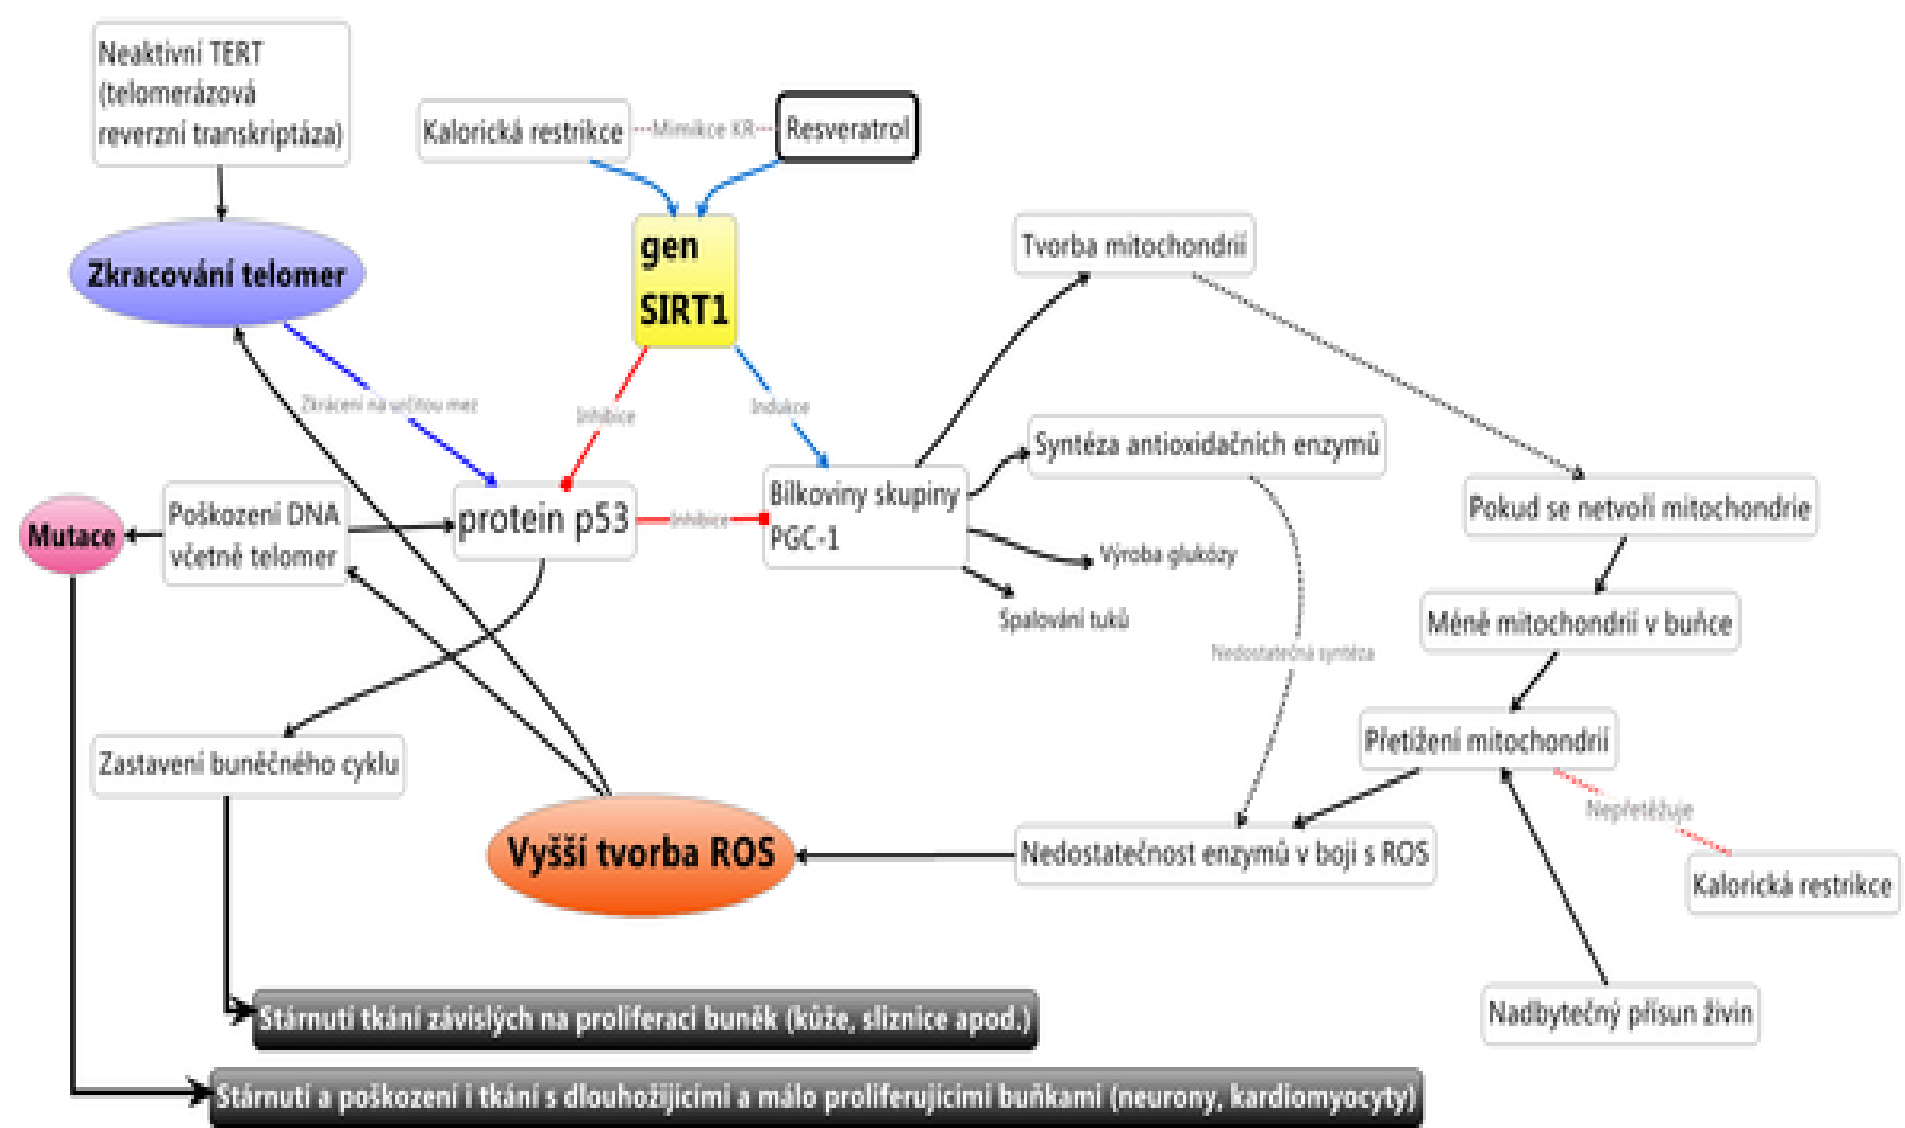 Neaktivní TERT
(telomerázová
reverzní transkriptáza)
Kalorická restrikce
Mimikce KR
Resveratrol
Zkracování telomer
gen
SIRT1
Tvorba mitochondrií
Zkrácení na určitou mez
Inhibice
Indukce
Syntéza antioxidačních enzymů
Mutace
Poškození DNA
včetně telomer
protein p53
Inhibice
Bílkoviny skupiny
PGC-1
Pokud se netvoří mitochondrie
Výroba glukózy
Spalování tuků
Méně mitochondrií v buňce
Nedostatečná syntéza
Zastavení buněčného cyklu
Přetížení mitochondrií
Nepřetěžuje
Vyšší tvorba ROS
Nedostatečnost enzymů v boji s ROS
Kalorická restrikce
Stárnutí tkání závislých na proliferaci buněk (kůže, sliznice apod.)
Nadbytečný přísun živin
Stárnutí a poškození i tkání s dlouhožijícími a málo proliferujícími buňkami (neurony, kardiomyocyty)